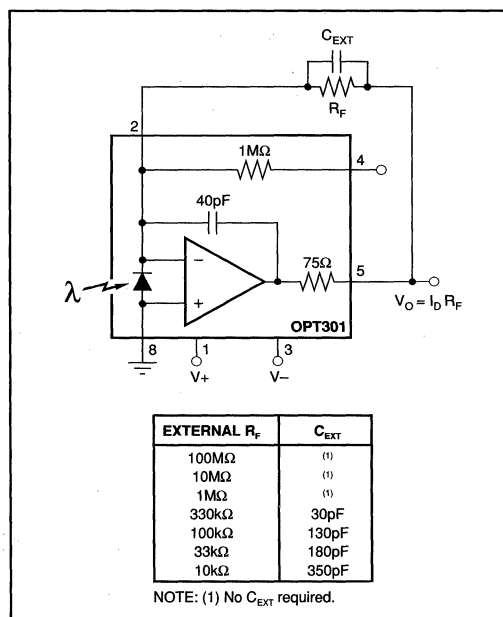 C_EXT
R_F
2
1MΩ
4
40pF
75Ω
5
−
+
λ
V_O = I_D R_F
OPT301
8
1
3
V+
V−
EXTERNAL R_F C_EXT
100MΩ (1)
10MΩ (1)
1MΩ (1)
330kΩ 30pF
100kΩ 130pF
33kΩ 180pF
10kΩ 350pF
NOTE: (1) No C_EXT required.